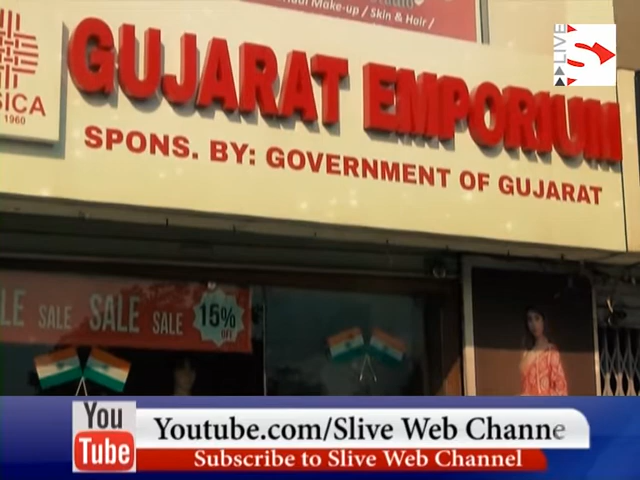 al Make-up / Skin & Hair /
SICA
1960
GUJARAT EMPORIUM
SPONS. BY: GOVERNMENT OF GUJARAT
LIVE
S
LE SALE SALE SALE 15% OFF
You
Tube
Youtube.com/Slive Web Channe
Subscribe to Slive Web Channel